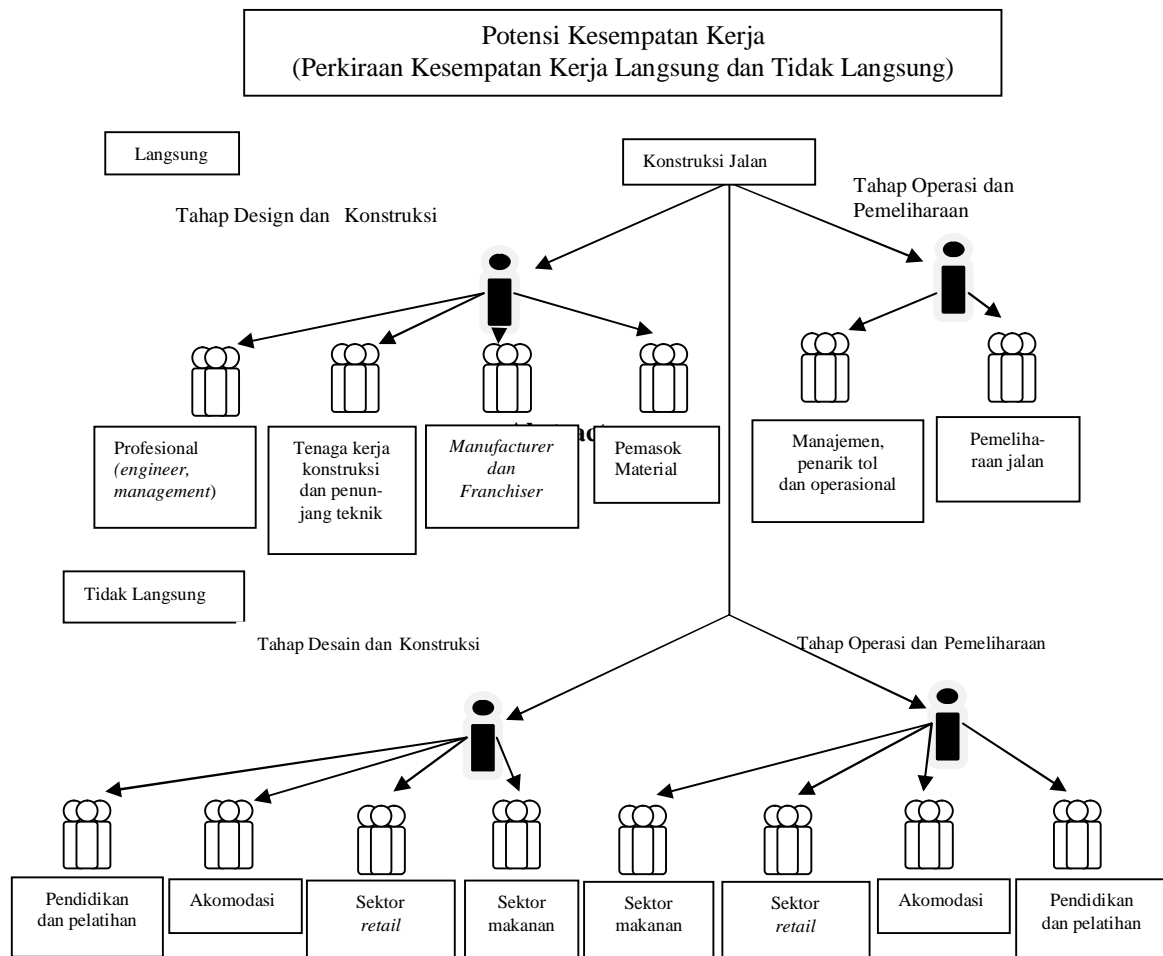 Potensi Kesempatan Kerja
(Perkiraan Kesempatan Kerja Langsung dan Tidak Langsung)
Langsung
Konstruksi Jalan
Tahap Design dan Konstruksi
Tahap Operasi dan
Pemeliharaan
Profesional
(engineer,
management)
Tenaga kerja
konstruksi
dan penun-
jang teknik
Manufacturer
dan
Franchiser
Pemasok
Material
Manajemen,
penarik tol
dan operasional
Pemeliha-
raan jalan
Tidak Langsung
Tahap Desain dan Konstruksi
Tahap Operasi dan Pemeliharaan
Pendidikan
dan pelatihan
Akomodasi
Sektor
retail
Sektor
makanan
Sektor
makanan
Sektor
retail
Akomodasi
Pendidikan
dan pelatihan